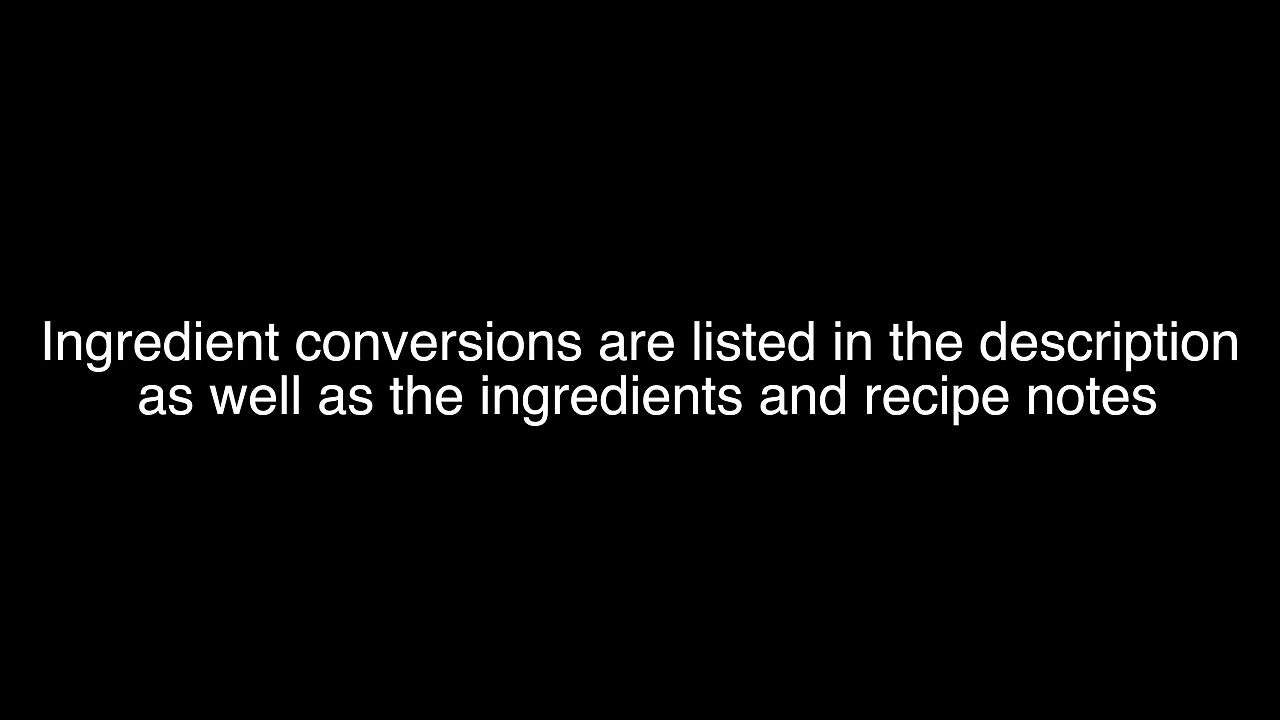 Ingredient conversions are listed in the description
as well as the ingredients and recipe notes